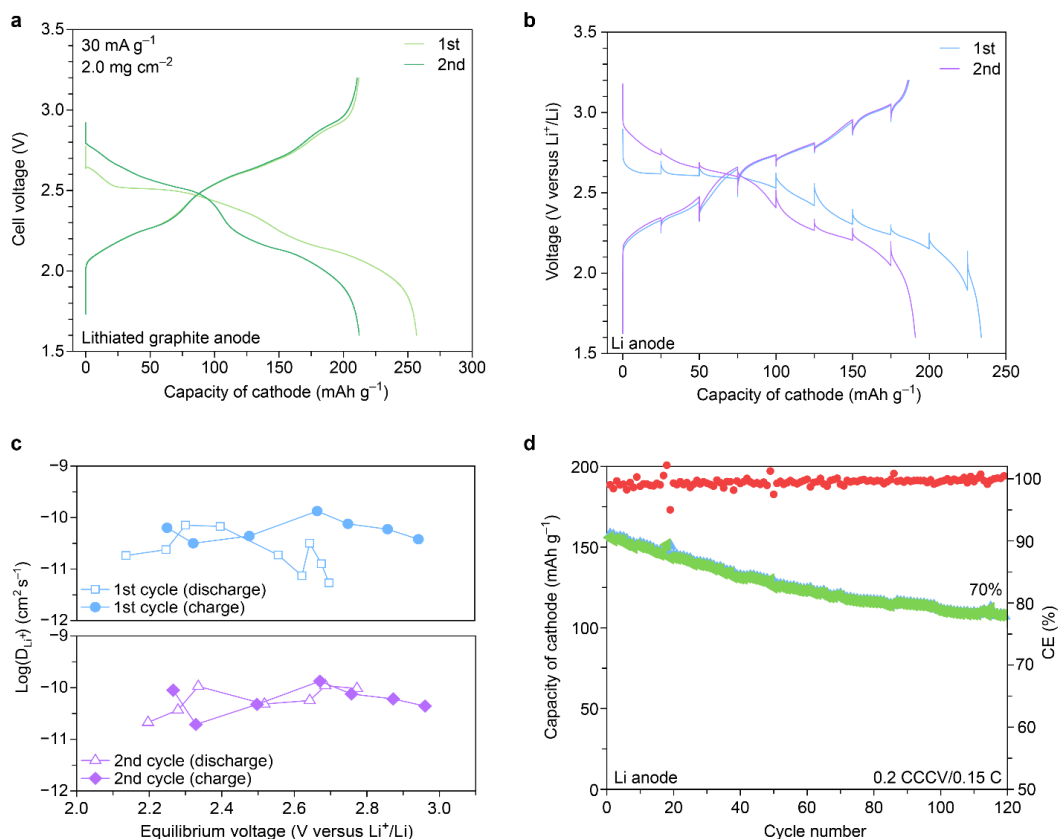 a
30 mA g⁻¹
2.0 mg cm⁻²
1st
2nd
3.5
3.0
2.5
2.0
1.5
Cell voltage (V)
Lithiated graphite anode
0 50 100 150 200 250 300
Capacity of cathode (mAh g⁻¹)
b
1st
2nd
3.5
3.0
2.5
2.0
1.5
Voltage (V versus Li⁺/Li)
Li anode
0 50 100 150 200 250
Capacity of cathode (mAh g⁻¹)
c
−9
−10
−11
−12
1st cycle (discharge)
1st cycle (charge)
Log(D_Li⁺) (cm² s⁻¹)
−9
−10
−11
−12
2nd cycle (discharge)
2nd cycle (charge)
2.0 2.2 2.4 2.6 2.8 3.0
Equilibrium voltage (V versus Li⁺/Li)
d
200
150
100
50
0
Capacity of cathode (mAh g⁻¹)
70%
100
90
80
70
60
50
CE (%)
Li anode
0.2 CCCV/0.15 C
0 20 40 60 80 100 120
Cycle number